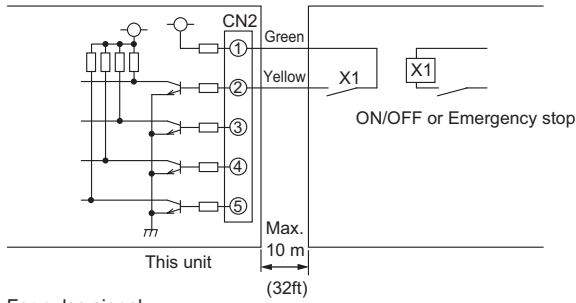 CN2
Green
1
Yellow
2
X1
X1
ON/OFF or Emergency stop
3
4
5
Max.
10 m
(32ft)
This unit